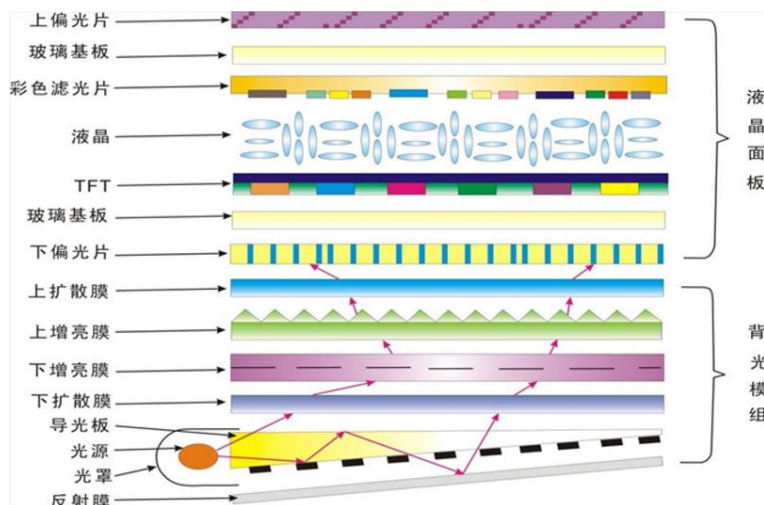 上偏光片
玻璃基板
彩色滤光片
液晶
TFT
玻璃基板
下偏光片
上扩散膜
上增亮膜
下增亮膜
下扩散膜
导光板
光源
光罩
反射膜
液晶面板
背光模组